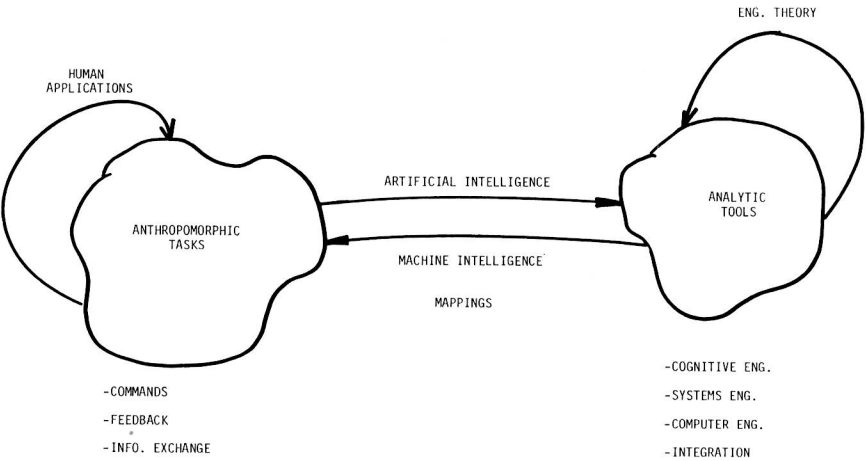 ENG. THEORY
HUMAN
APPLICATIONS
ARTIFICIAL INTELLIGENCE
ANALYTIC
TOOLS
ANTHROPOMORPHIC
TASKS
MACHINE INTELLIGENCE
MAPPINGS
-COMMANDS
-FEEDBACK
-INFO. EXCHANGE
-COGNITIVE ENG.
-SYSTEMS ENG.
-COMPUTER ENG.
-INTEGRATION